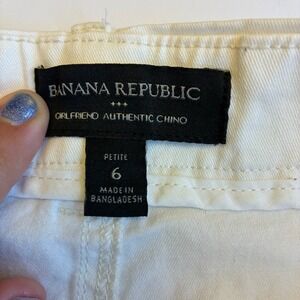 BANANA REPUBLIC
+++
GIRLFRIEND AUTHENTIC CHINO
PETITE
6
MADE IN
BANGLADESH